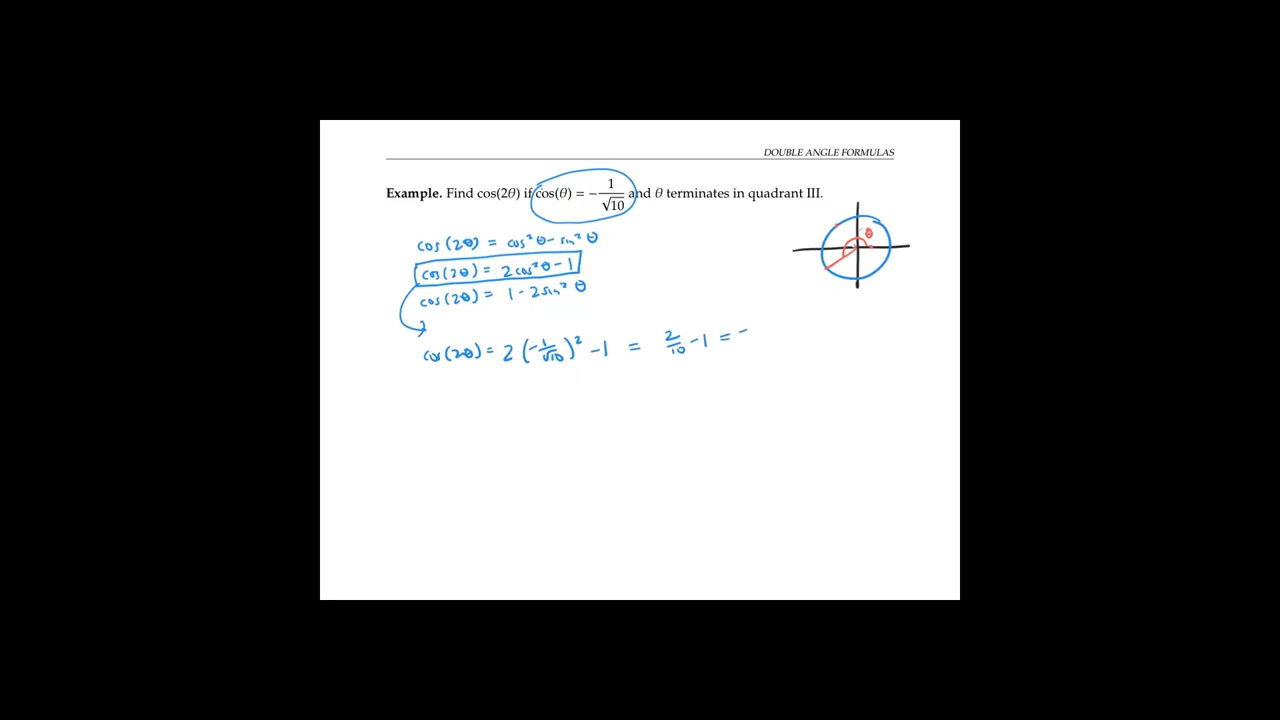 DOUBLE ANGLE FORMULAS
Example. Find cos(2θ) if cos(θ) = −1/√10 and θ terminates in quadrant III.
θ
cos(2θ) = cos²θ − sin²θ
cos(2θ) = 2cos²θ − 1
cos(2θ) = 1 − 2sin²θ
cos(2θ) = 2(−1/√10)² − 1 = 2/10 − 1 = −